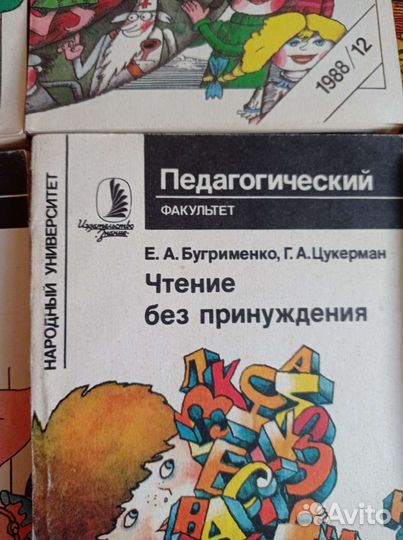 1988/12
НАРОДНЫЙ УНИВЕРСИТЕТ
Издательство
Знание
Педагогический
ФАКУЛЬТЕТ
Е. А. Бугрименко, Г. А. Цукерман
Чтение
без принуждения
Avito